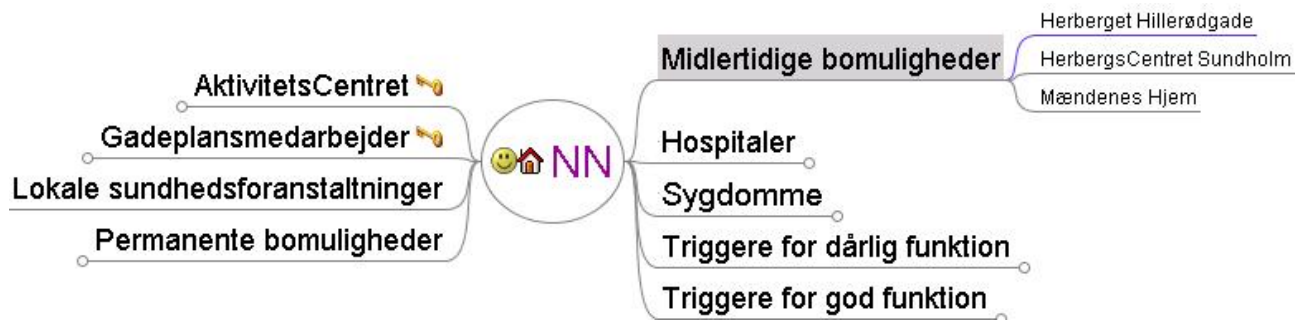 AktivitetsCentret
Gadeplansmedarbejder
Lokale sundhedsforanstaltninger
Permanente bomuligheder
NN
Midlertidige bomuligheder
Herberget Hillerødgade
HerbergsCentret Sundholm
Mændenes Hjem
Hospitaler
Sygdomme
Triggere for dårlig funktion
Triggere for god funktion